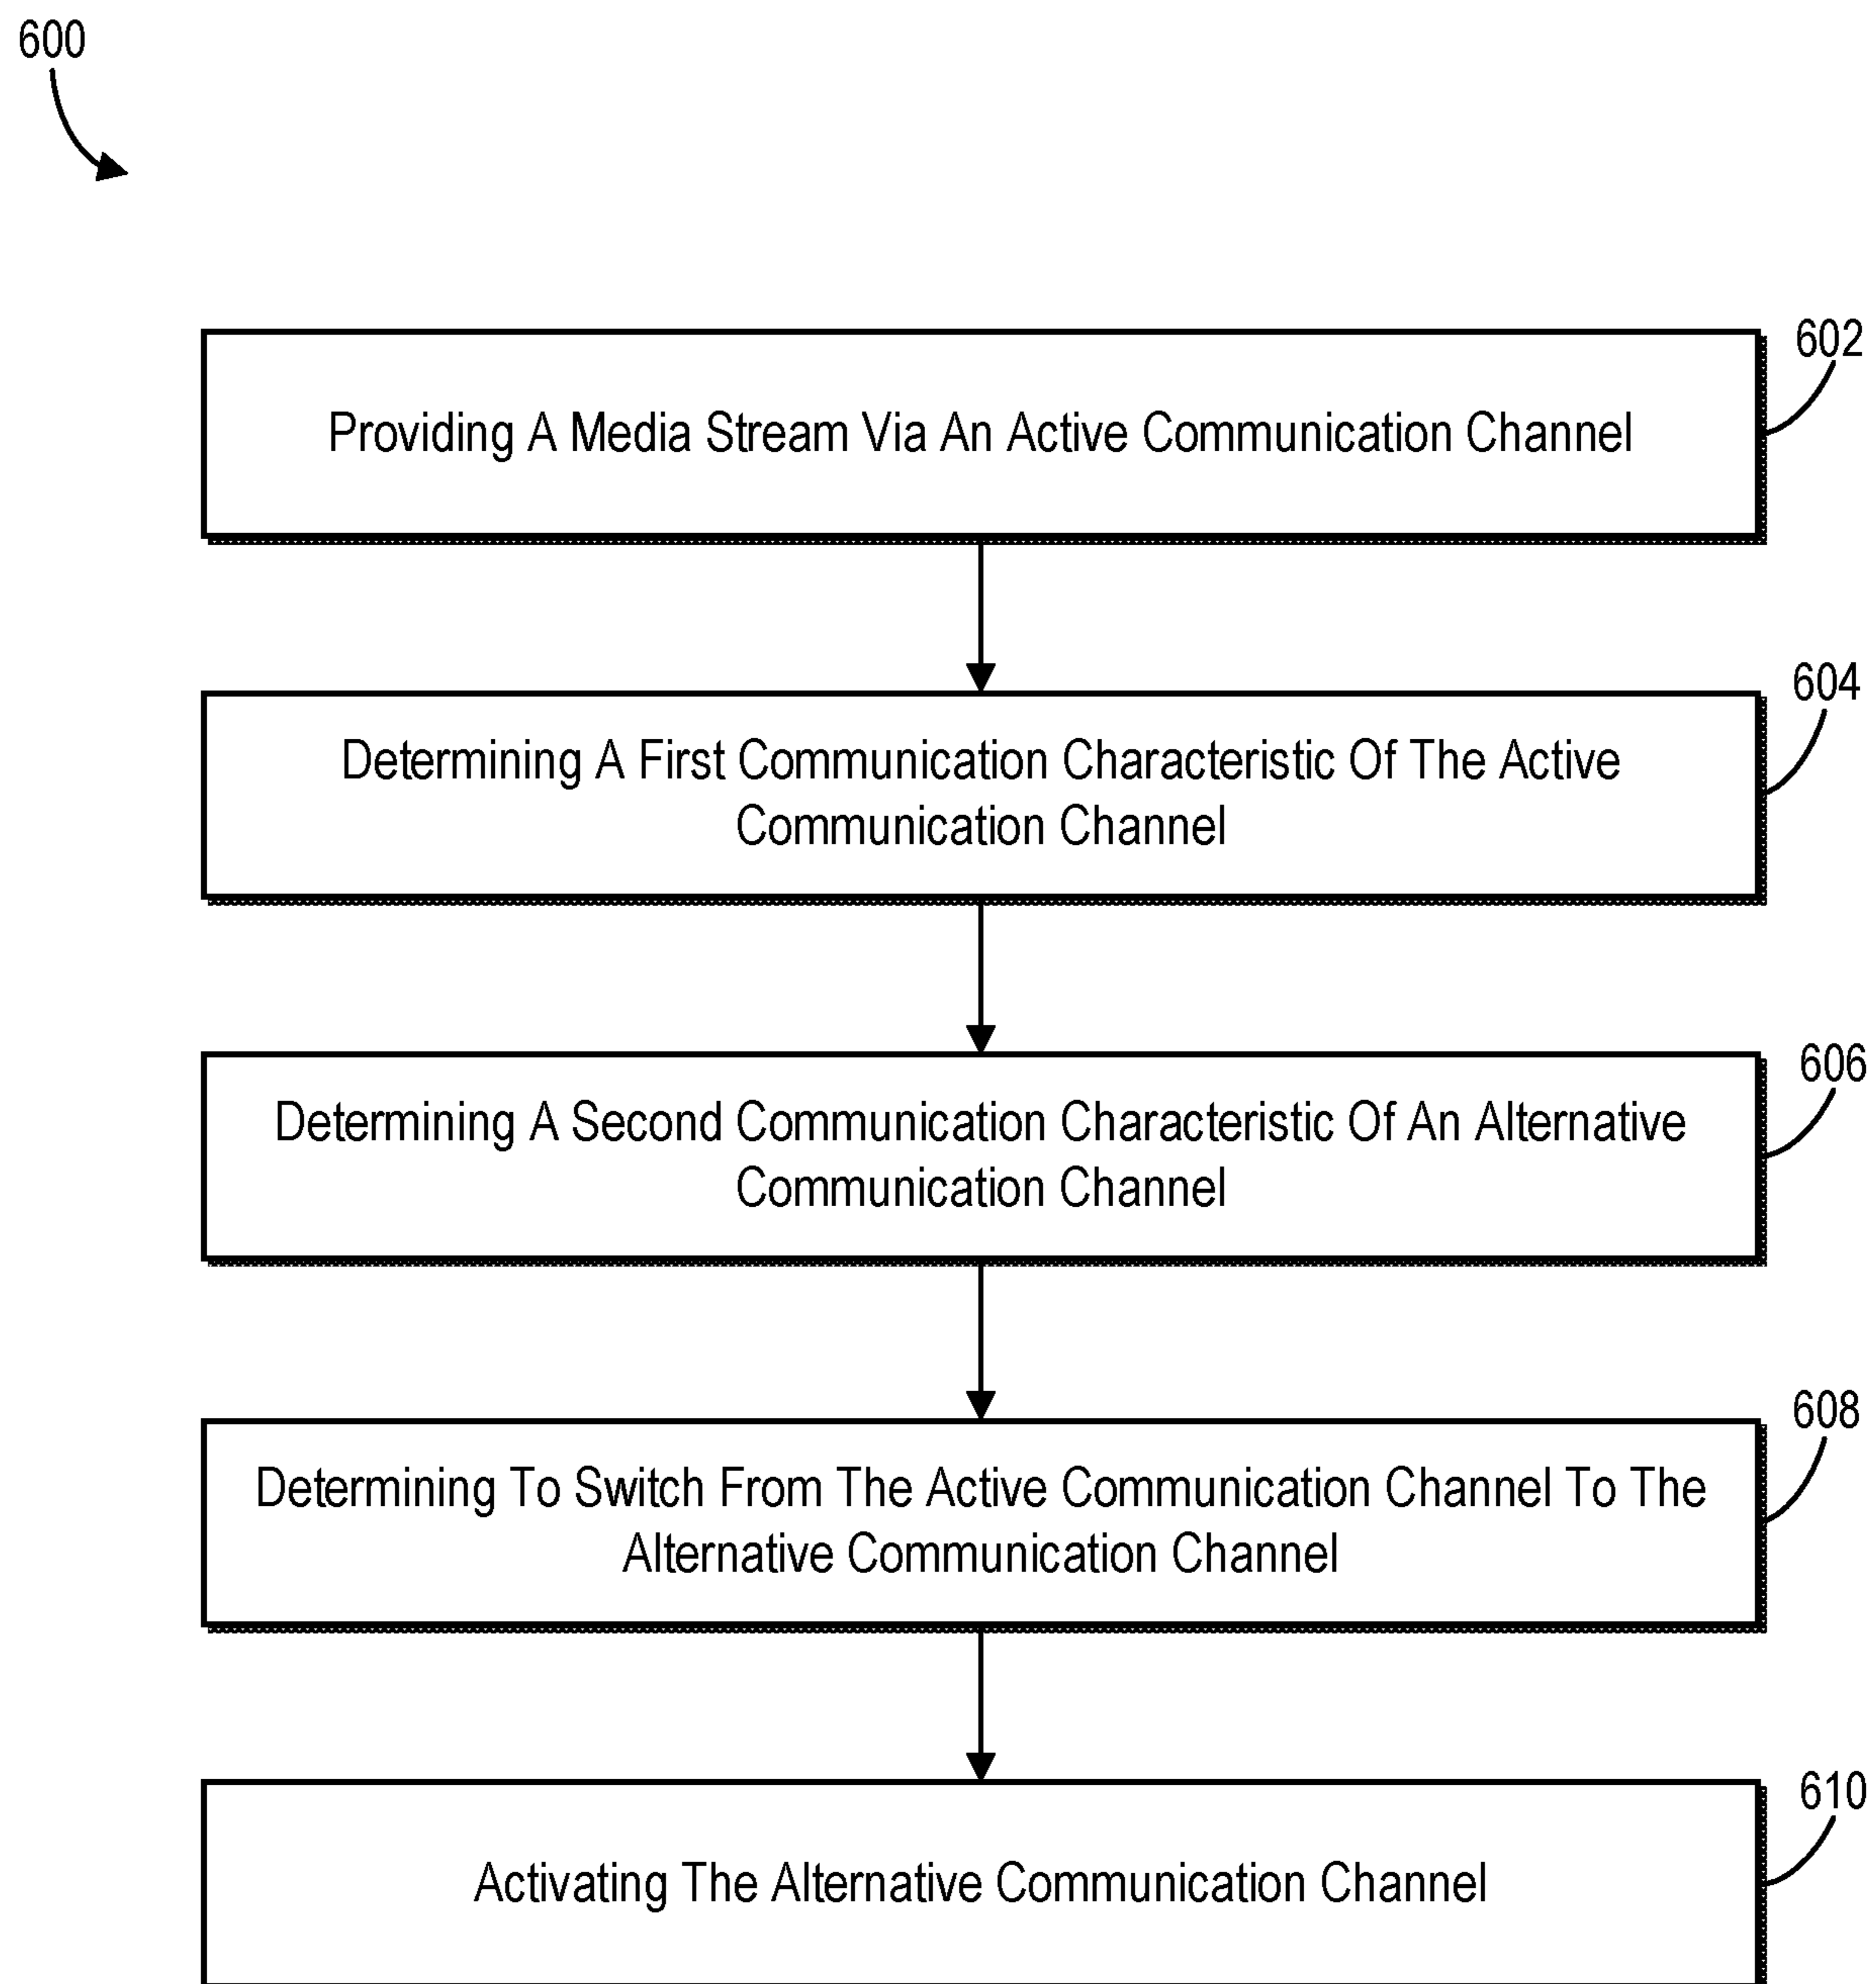 600
602
Providing A Media Stream Via An Active Communication Channel
604
Determining A First Communication Characteristic Of The Active
Communication Channel
606
Determining A Second Communication Characteristic Of An Alternative
Communication Channel
608
Determining To Switch From The Active Communication Channel To The
Alternative Communication Channel
610
Activating The Alternative Communication Channel